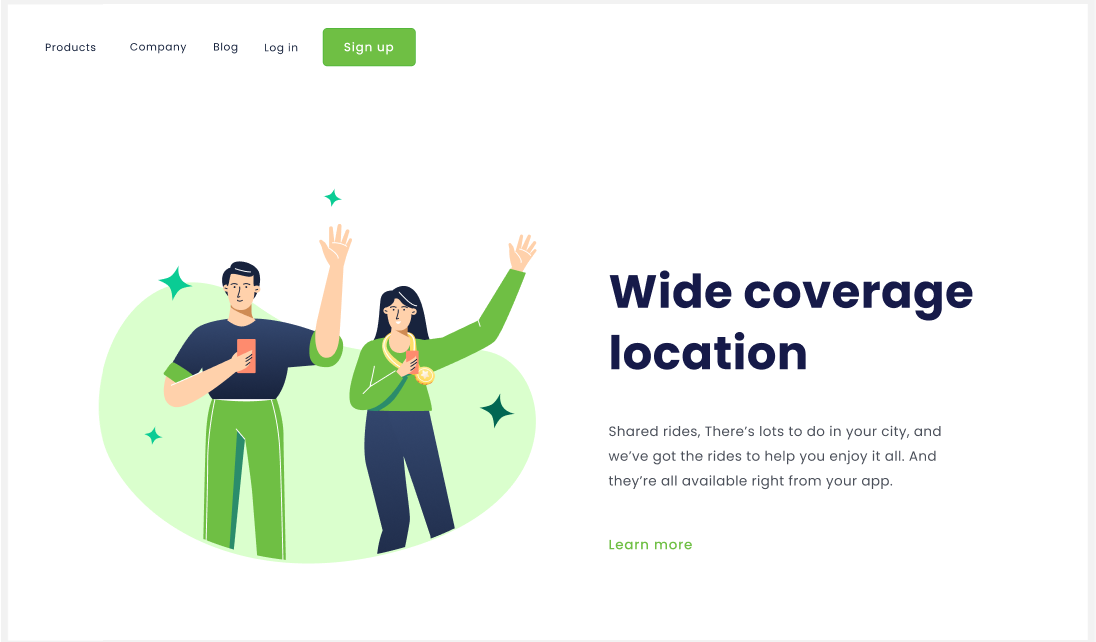 Products Company Blog Log in Sign up
Wide coverage
location
Shared rides, There’s lots to do in your city, and
we’ve got the rides to help you enjoy it all. And
they’re all available right from your app.
Learn more